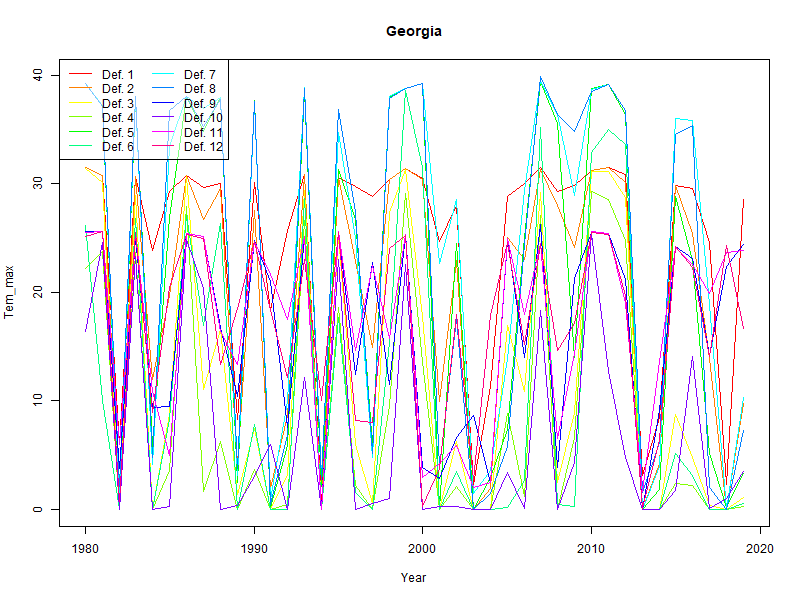 Georgia
Def. 1 Def. 7
Def. 2 Def. 8
Def. 3 Def. 9
Def. 4 Def. 10
Def. 5 Def. 11
Def. 6 Def. 12
Tem_max
40
30
20
10
0
1980 1990 2000 2010 2020
Year